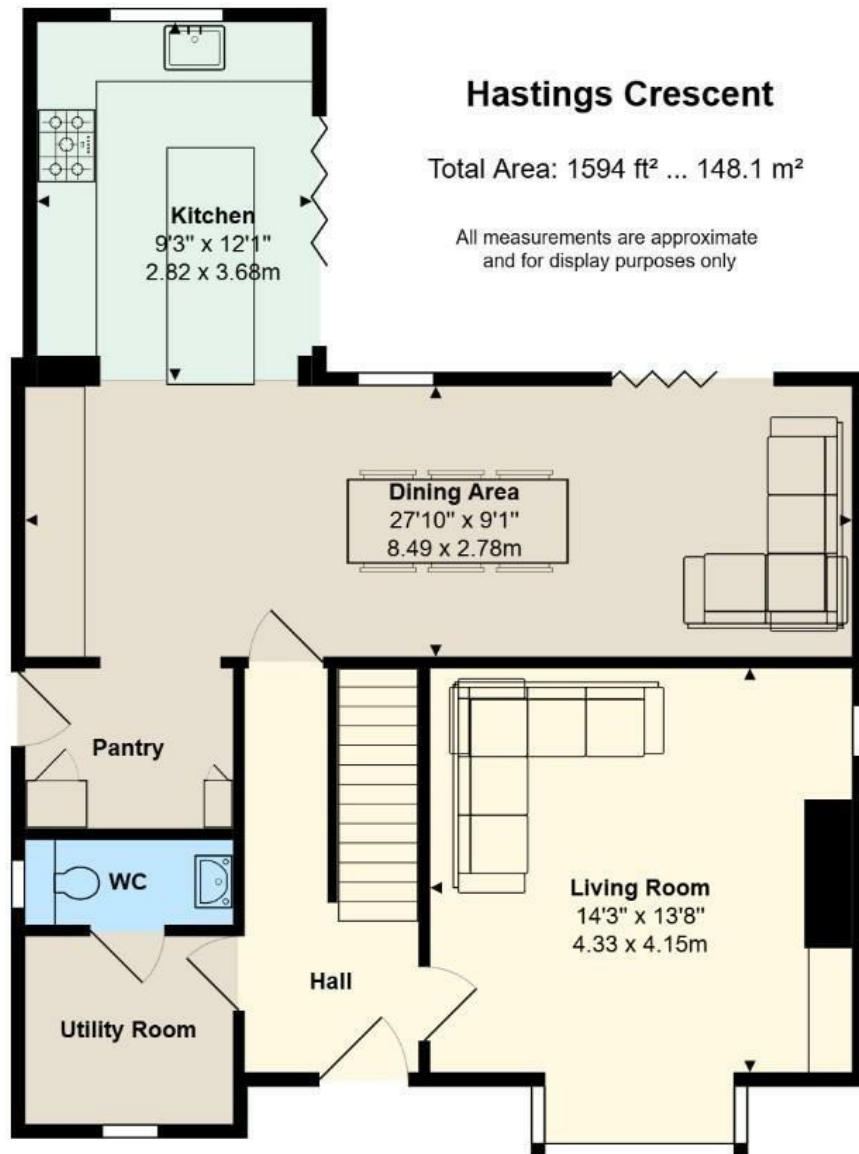 Hastings Crescent
Total Area: 1594 ft² ... 148.1 m²
All measurements are approximate
and for display purposes only
Kitchen
9'3" x 12'1"
2.82 x 3.68m
Dining Area
27'10" x 9'1"
8.49 x 2.78m
Pantry
WC
Living Room
14'3" x 13'8"
4.33 x 4.15m
Hall
Utility Room